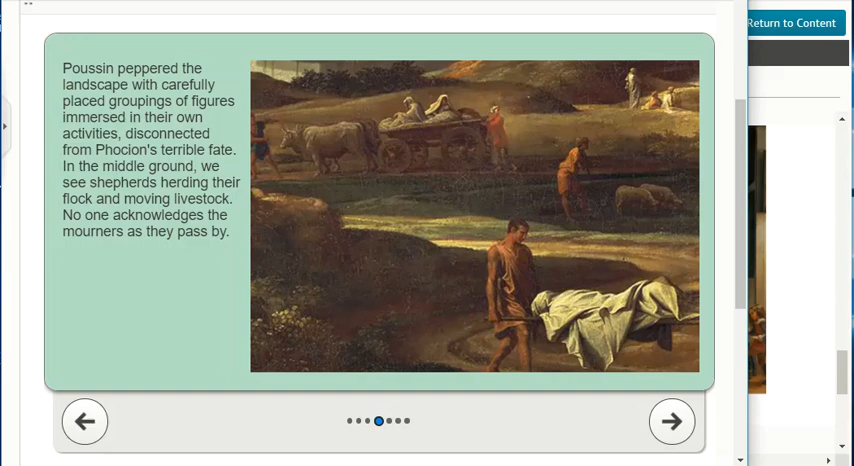 Return to Content
Poussin peppered the
landscape with carefully
placed groupings of figures
immersed in their own
activities, disconnected
from Phocion's terrible fate.
In the middle ground, we
see shepherds herding their
flock and moving livestock.
No one acknowledges the
mourners as they pass by.